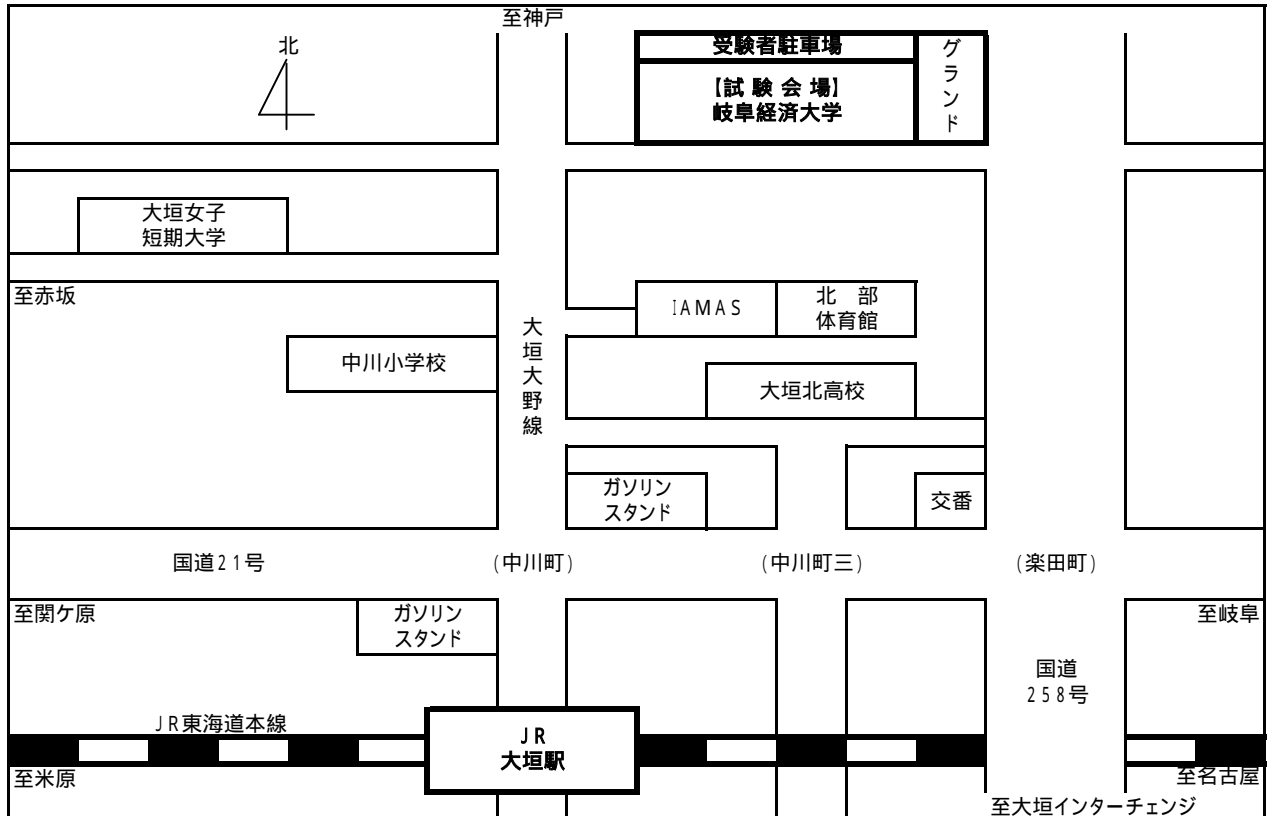 至神戸
北
受験者駐車場
グランド
【試験会場】
岐阜経済大学
大垣女子
短期大学
至赤坂
IAMAS
北　部
体育館
大垣大野線
中川小学校
大垣北高校
ガソリン
スタンド
交番
国道21号
(中川町)
(中川町三)
(楽田町)
至関ケ原
ガソリン
スタンド
至岐阜
国道
258号
JR東海道本線
JR
大垣駅
至米原
至名古屋
至大垣インターチェンジ